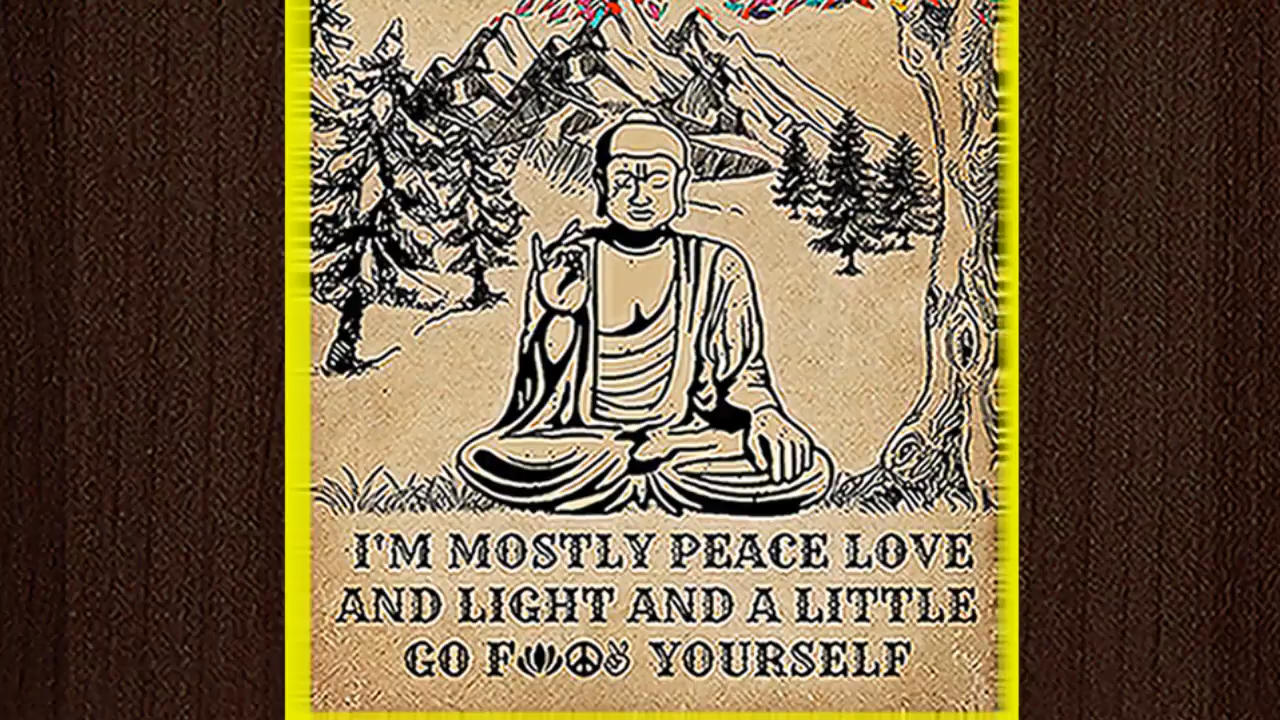 I'M MOSTLY PEACE LOVE
AND LIGHT AND A LITTLE
GO F🪷☮✌ YOURSELF